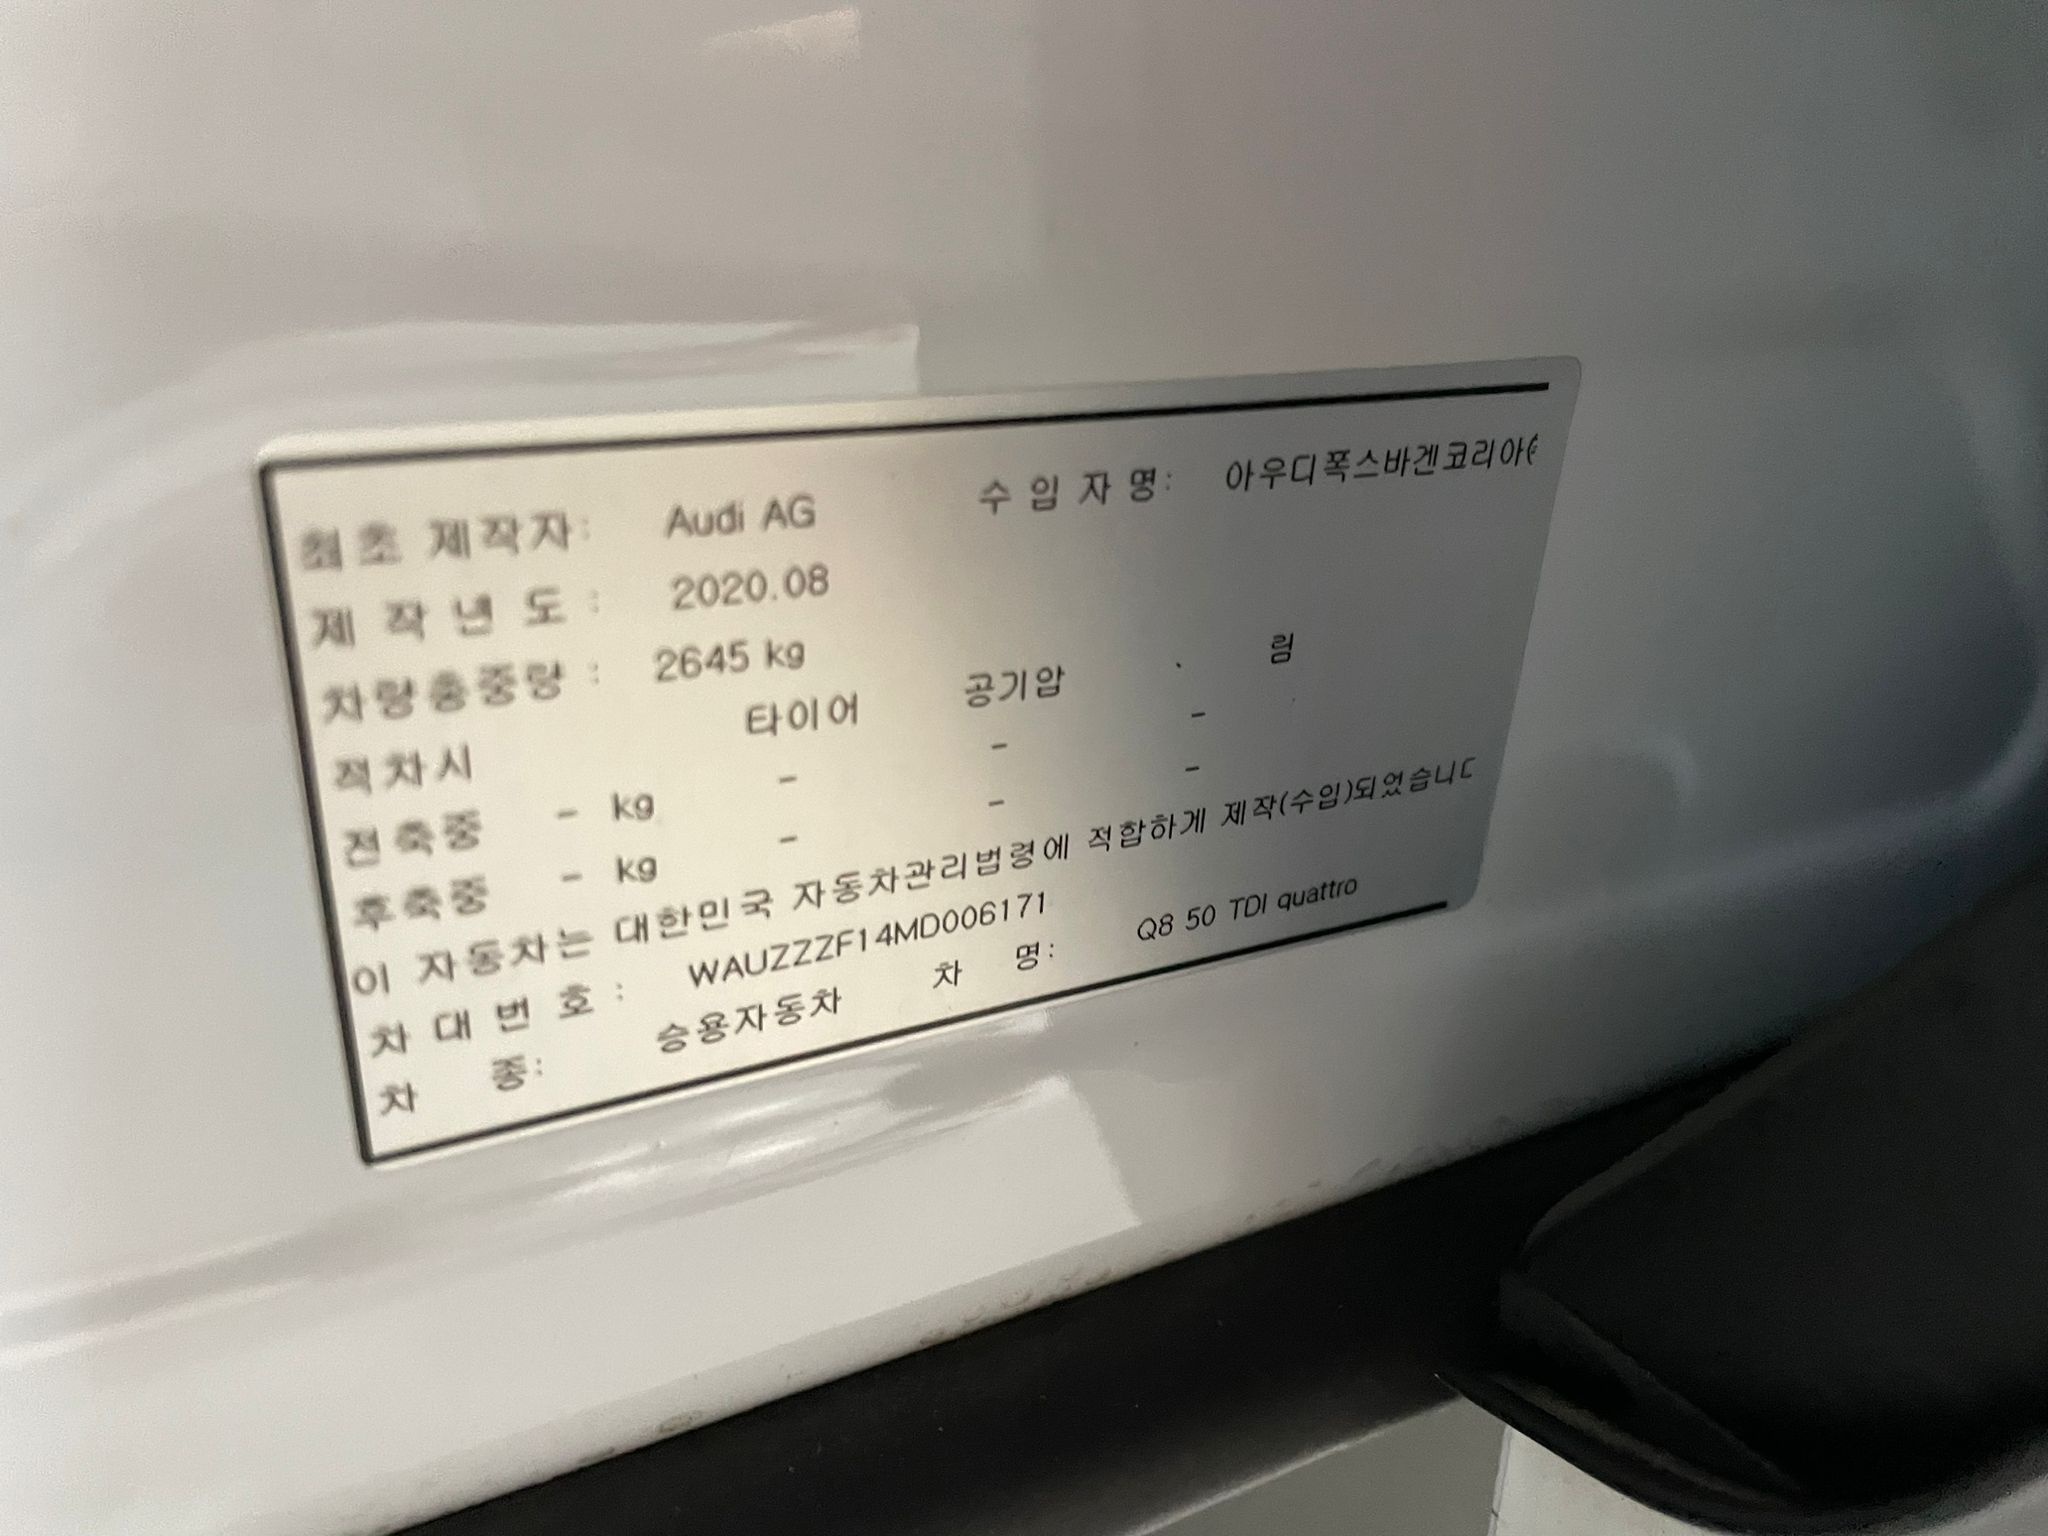 최초 제작자: Audi AG 수 입 자 명: 아우디폭스바겐코리아(
제 작 년 도 : 2020.08
차량총중량 : 2645 kg
적차시 타이어 공기압 림
전축중 - kg - - -
후축중 - kg - - -
이 자동차는 대한민국 자동차관리법령에 적합하게 제작(수입)되었습니
차 대 번 호 : WAUZZZF14MD006171
차 종: 승용자동차 차 명: Q8 50 TDI quattro